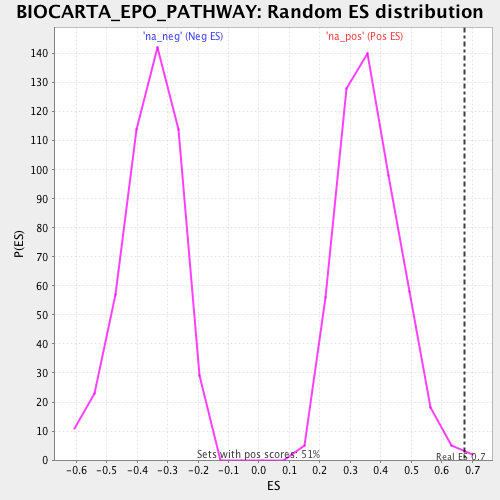 BIOCARTA_EPO_PATHWAY: Random ES distribution
'na_neg' (Neg ES)
'na_pos' (Pos ES)
140
130
120
110
100
90
80
70
60
50
40
30
20
10
0
P(ES)
Sets with pos scores: 51%
Real ES 0.7
-0.6 -0.5 -0.4 -0.3 -0.2 -0.1 0.0 0.1 0.2 0.3 0.4 0.5 0.6 0.7
ES